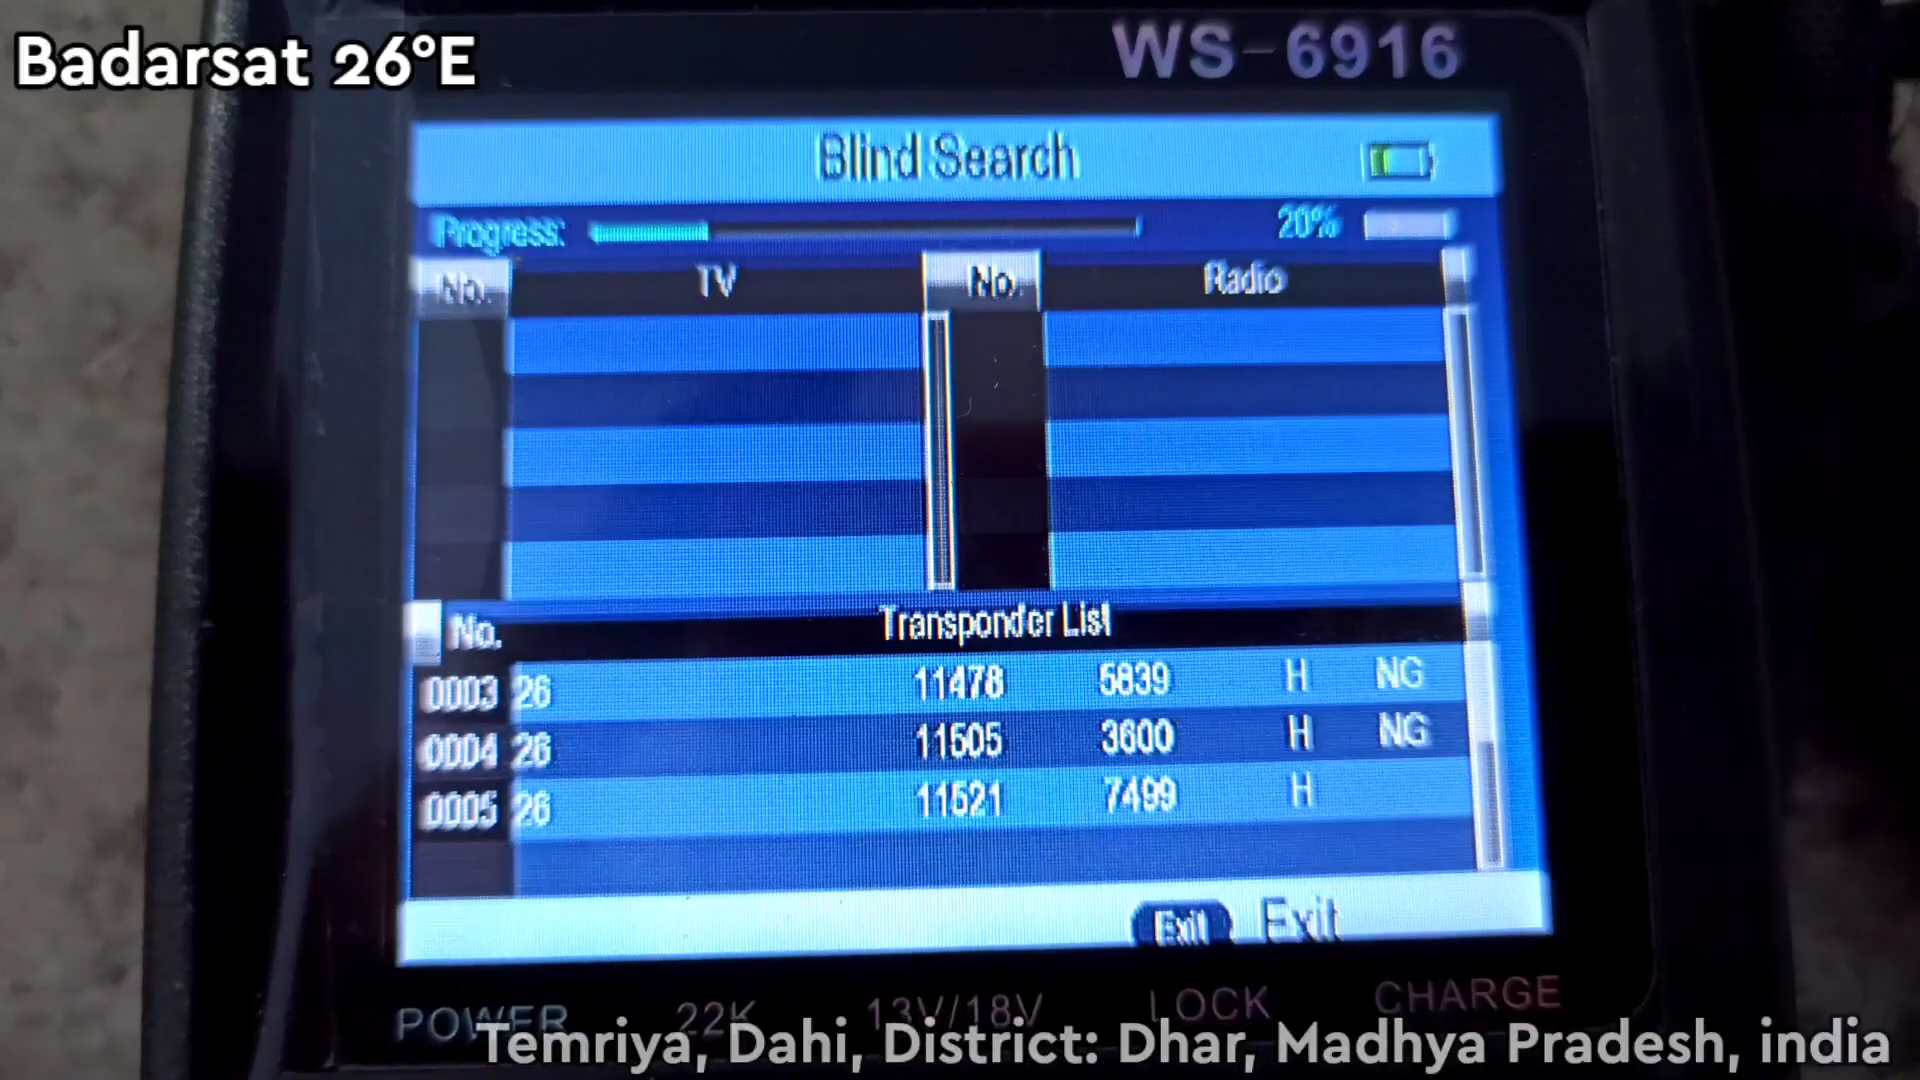 Badarsat 26°E
WS-6916
Blind Search
Progress: 20%
No. TV No. Radio
No. Transponder List
0003 26 11478 5839 H NG
0004 26 11505 3600 H NG
0005 26 11521 7499 H
Exit Exit
POWER 22K 13V/18V LOCK CHARGE
Temriya, Dahi, District: Dhar, Madhya Pradesh, india